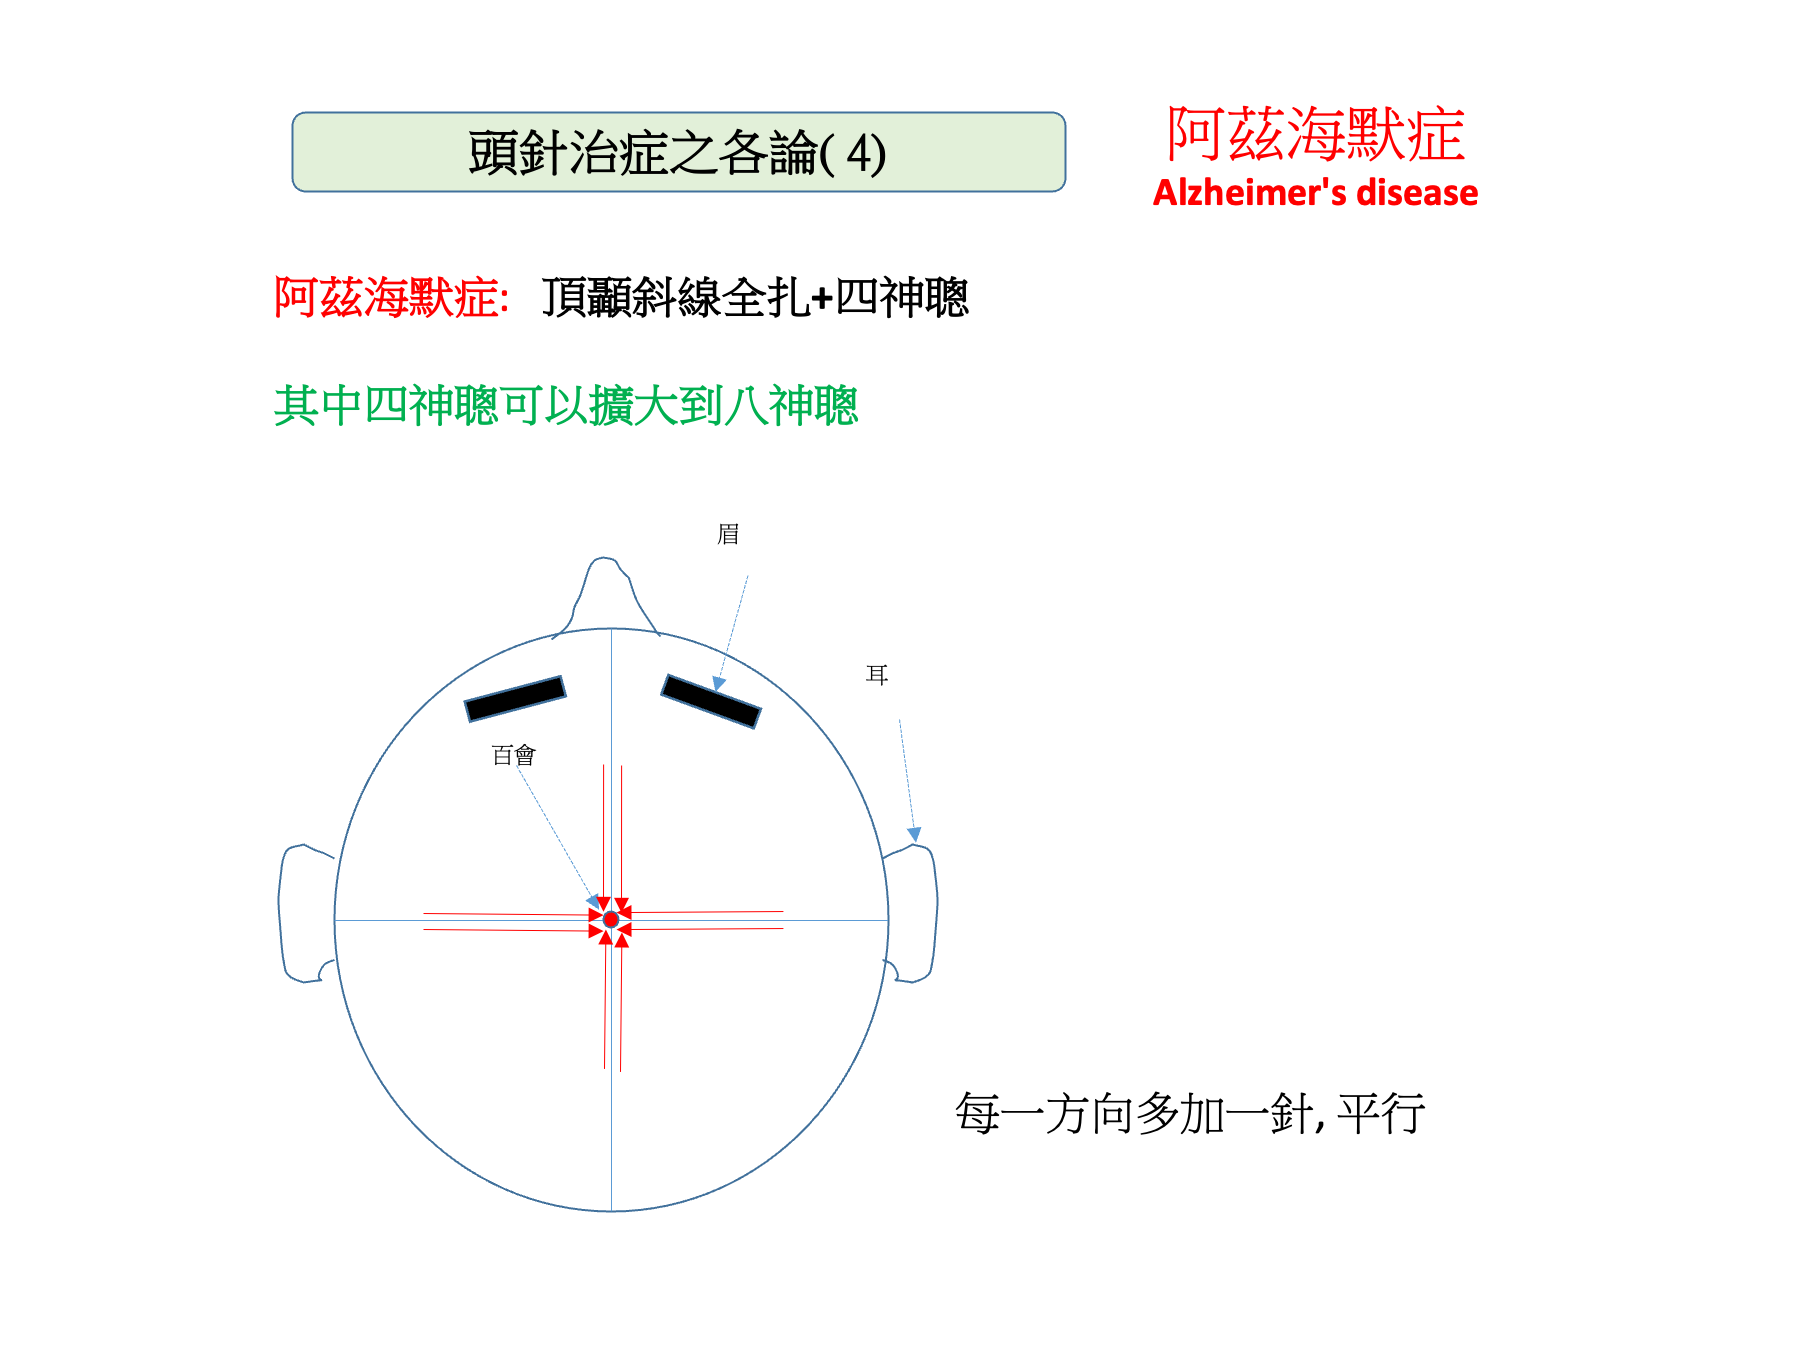 頭針治症之各論( 4)
阿茲海默症
Alzheimer's disease
阿茲海默症: 頂顳斜線全扎+四神聰
其中四神聰可以擴大到八神聰
眉
耳
百會
每一方向多加一針, 平行